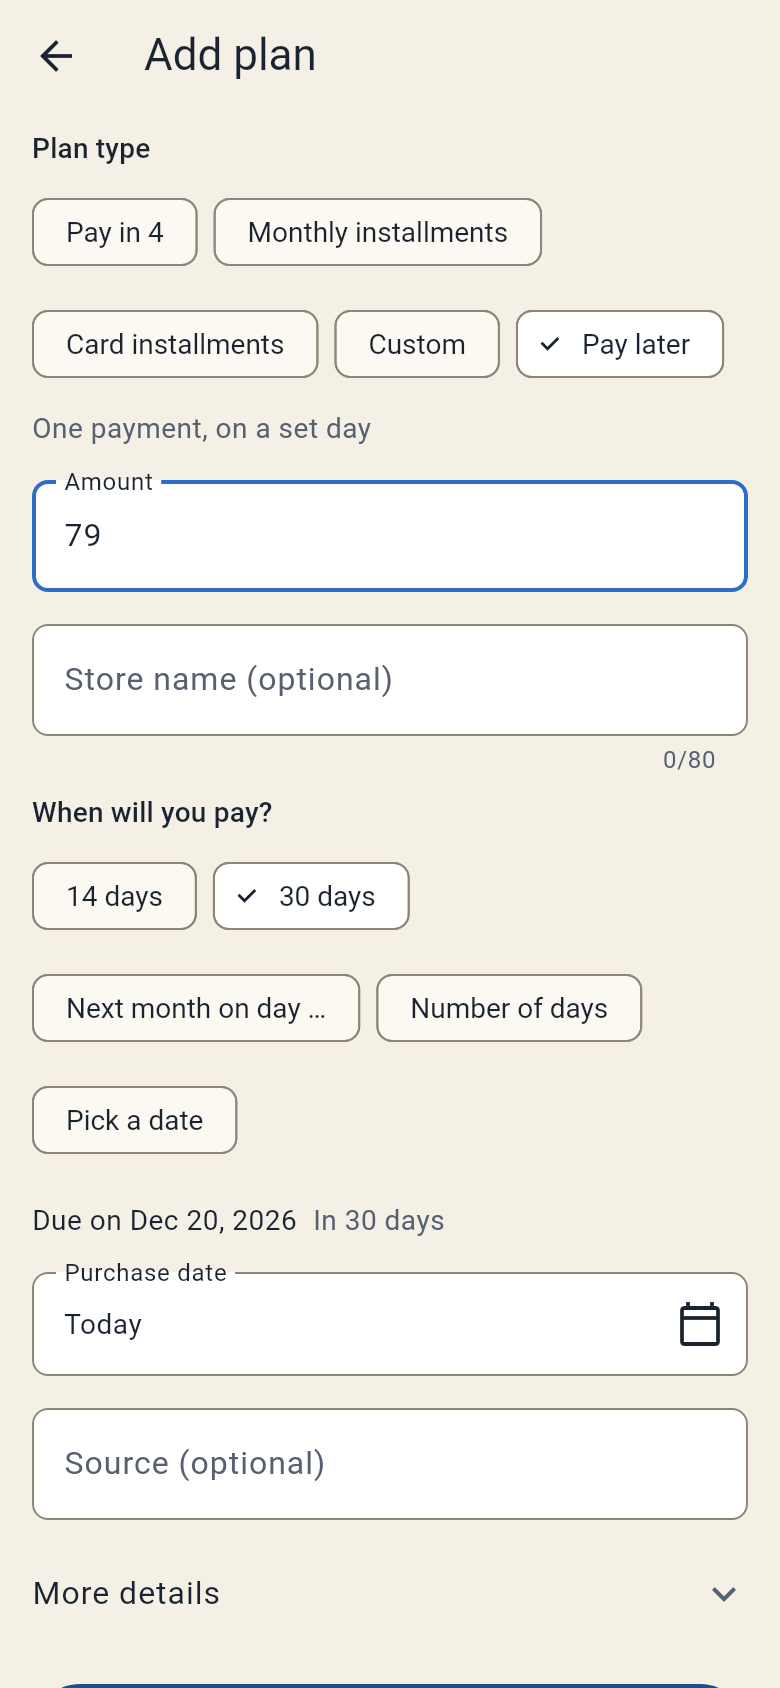 Add plan
Plan type
Pay in 4 Monthly installments
Card installments Custom Pay later
One payment, on a set day
Amount
79
Store name (optional)
0/80
When will you pay?
14 days 30 days
Next month on day ... Number of days
Pick a date
Due on Dec 20, 2026 In 30 days
Purchase date
Today
Source (optional)
More details